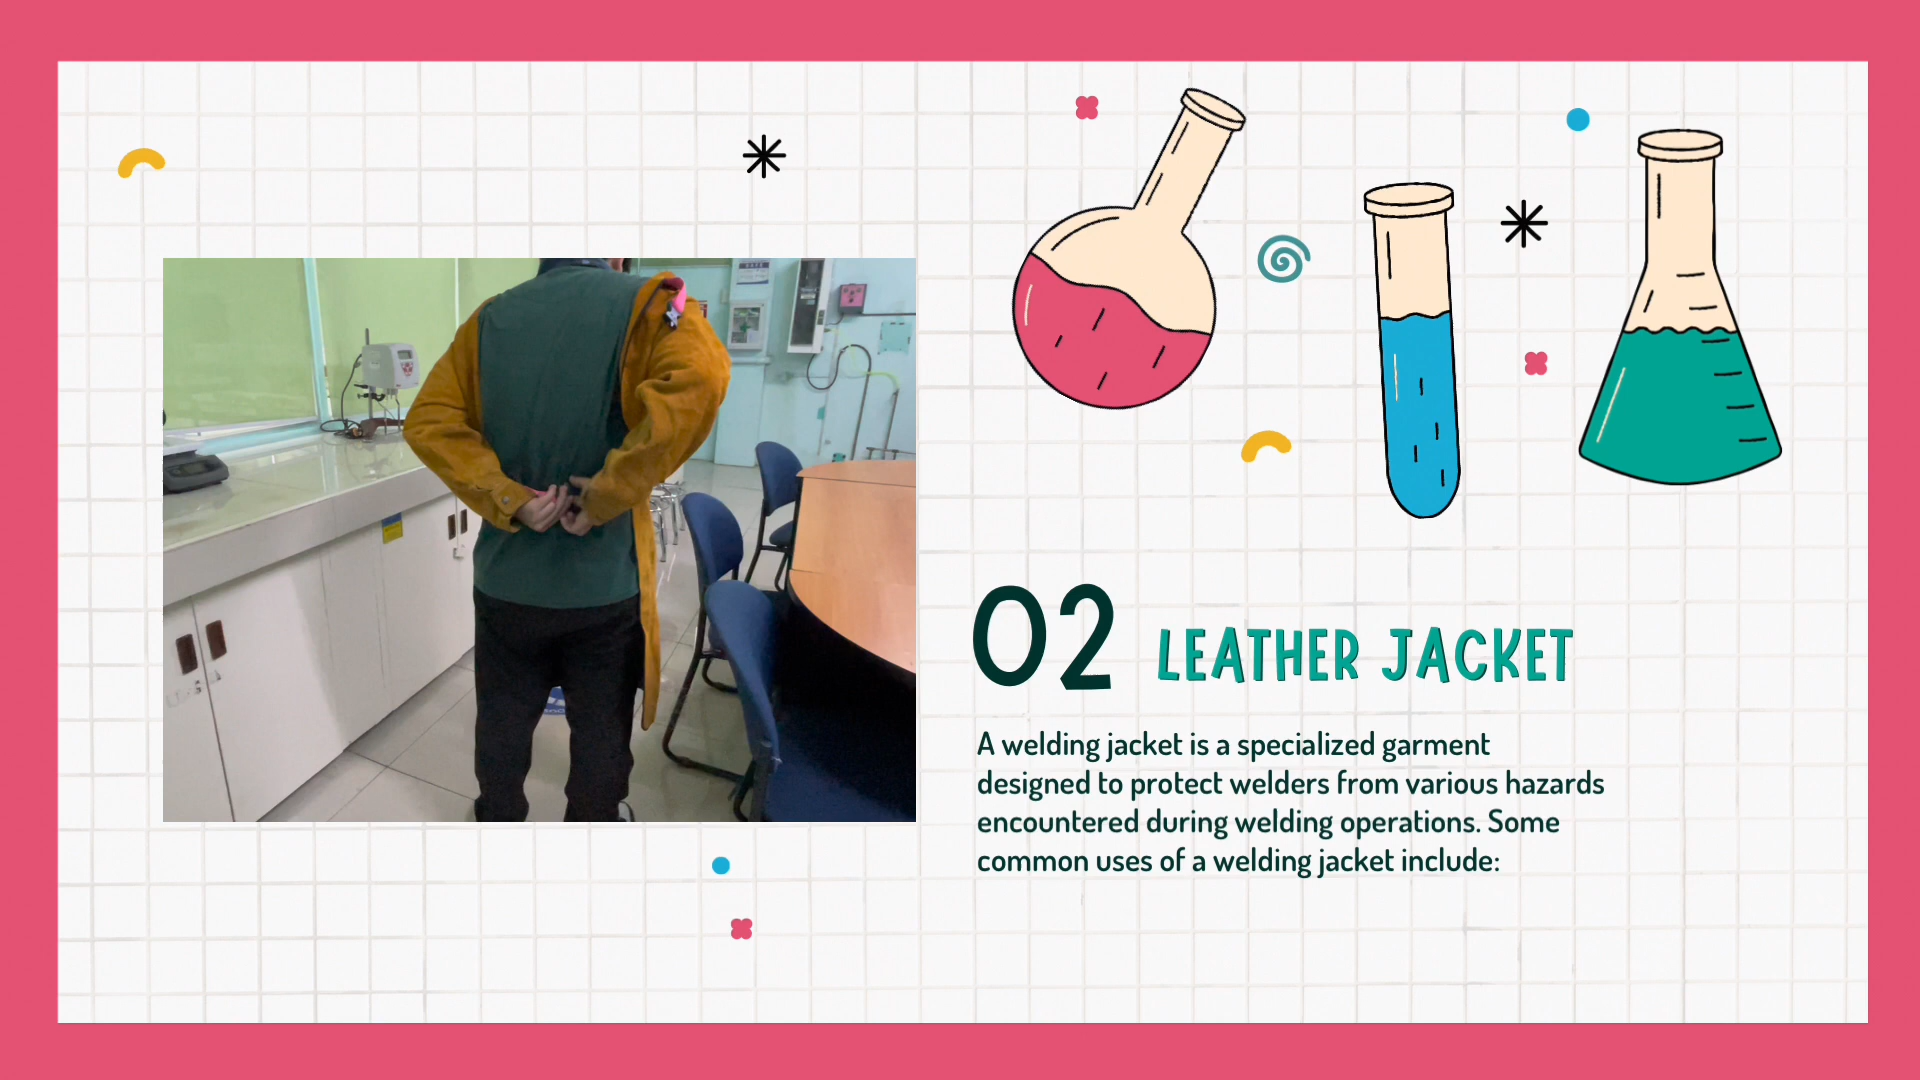 02 LEATHER JACKET
A welding jacket is a specialized garment
designed to protect welders from various hazards
encountered during welding operations. Some
common uses of a welding jacket include: